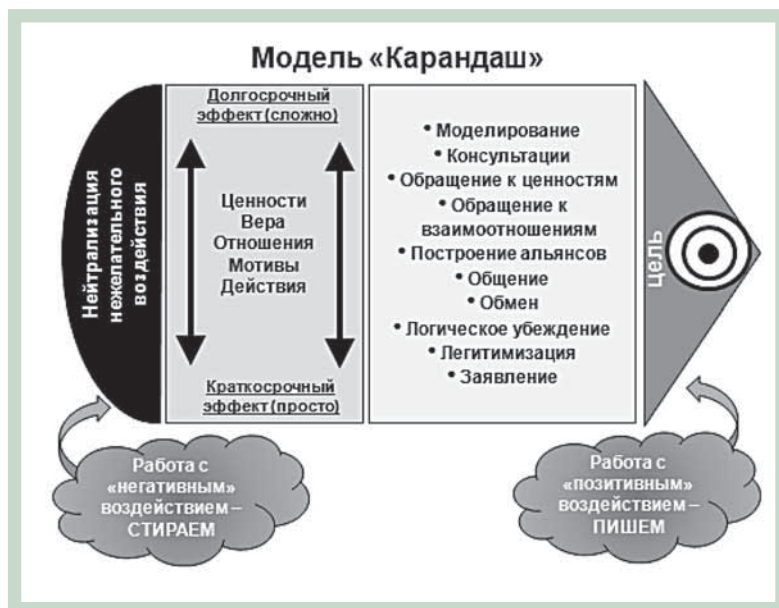 Модель «Карандаш»
Нейтрализация
нежелательного
воздействия
Долгосрочный
эффект (сложно)
Ценности
Вера
Отношения
Мотивы
Действия
Краткосрочный
эффект (просто)
• Моделирование
• Консультации
• Обращение к ценностям
• Обращение к
взаимоотношениям
• Построение альянсов
• Общение
• Обмен
• Логическое убеждение
• Легитимизация
• Заявление
цель
Работа с
«негативным»
воздействием –
СТИРАЕМ
Работа с
«позитивным»
воздействием –
ПИШЕМ